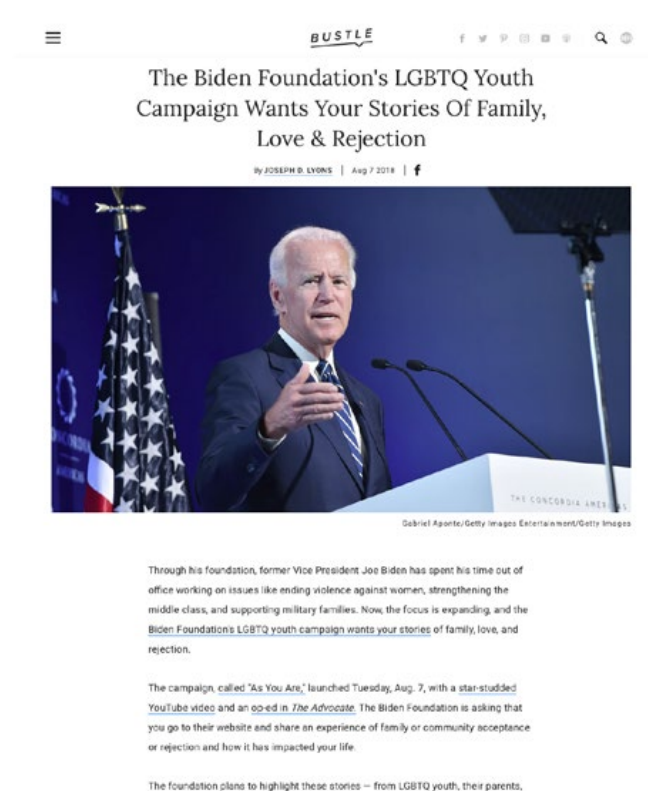 BUSTLE
The Biden Foundation's LGBTQ Youth
Campaign Wants Your Stories Of Family,
Love & Rejection
By JOSEPH D. LYONS | Aug 7 2018 |
Gabriel Aponte/Getty Images Entertainment/Getty Images
THE CONCORDIA AMERICAS
CONCORDIA
Through his foundation, former Vice President Joe Biden has spent his time out of
office working on issues like ending violence against women, strengthening the
middle class, and supporting military families. Now, the focus is expanding, and the
Biden Foundation's LGBTQ youth campaign wants your stories of family, love, and
rejection.
The campaign, called "As You Are," launched Tuesday, Aug. 7, with a star-studded
YouTube video and an op-ed in The Advocate. The Biden Foundation is asking that
you go to their website and share an experience of family or community acceptance
or rejection and how it has impacted your life.
The foundation plans to highlight these stories — from LGBTQ youth, their parents,